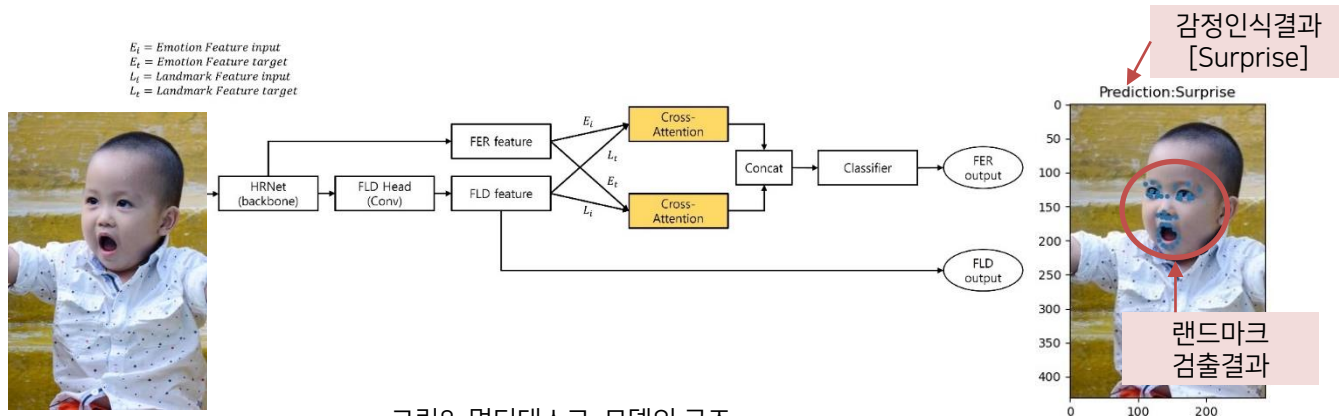 감정인식결과
[Surprise]
E_i = Emotion Feature input
E_t = Emotion Feature target
L_i = Landmark Feature input
L_t = Landmark Feature target
HRNet
(backbone)
FLD Head
(Conv)
FER feature
FLD feature
E_i
L_t
E_t
L_i
Cross-
Attention
Cross-
Attention
Concat
Classifier
FER
output
FLD
output
Prediction:Surprise
0
50
100
150
200
250
300
350
400
0
100
200
랜드마크
검출결과